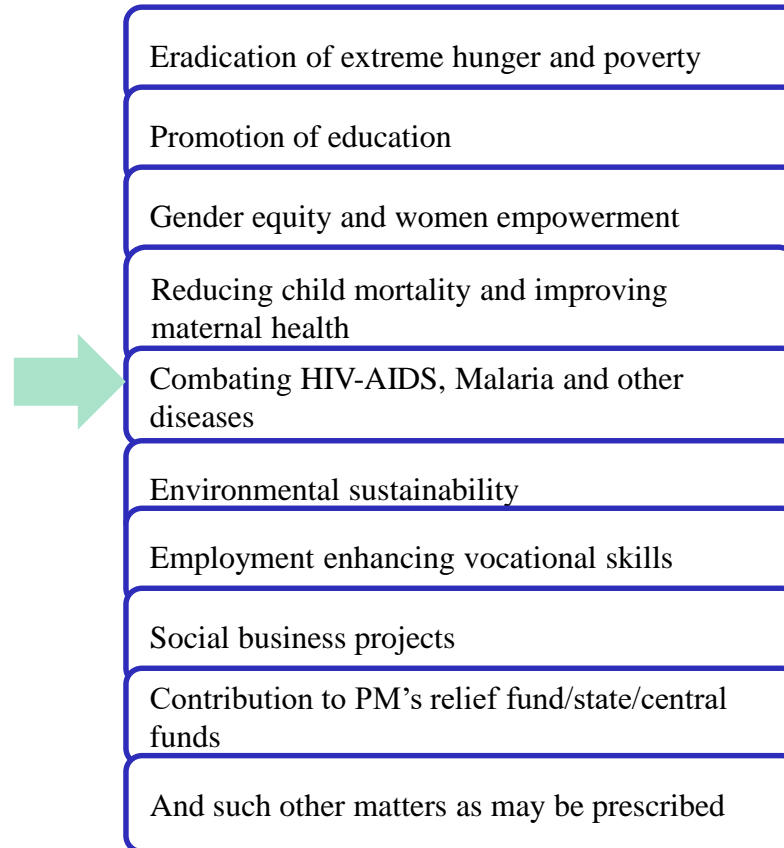 Eradication of extreme hunger and poverty
Promotion of education
Gender equity and women empowerment
Reducing child mortality and improving
maternal health
Combating HIV-AIDS, Malaria and other
diseases
Environmental sustainability
Employment enhancing vocational skills
Social business projects
Contribution to PM’s relief fund/state/central
funds
And such other matters as may be prescribed